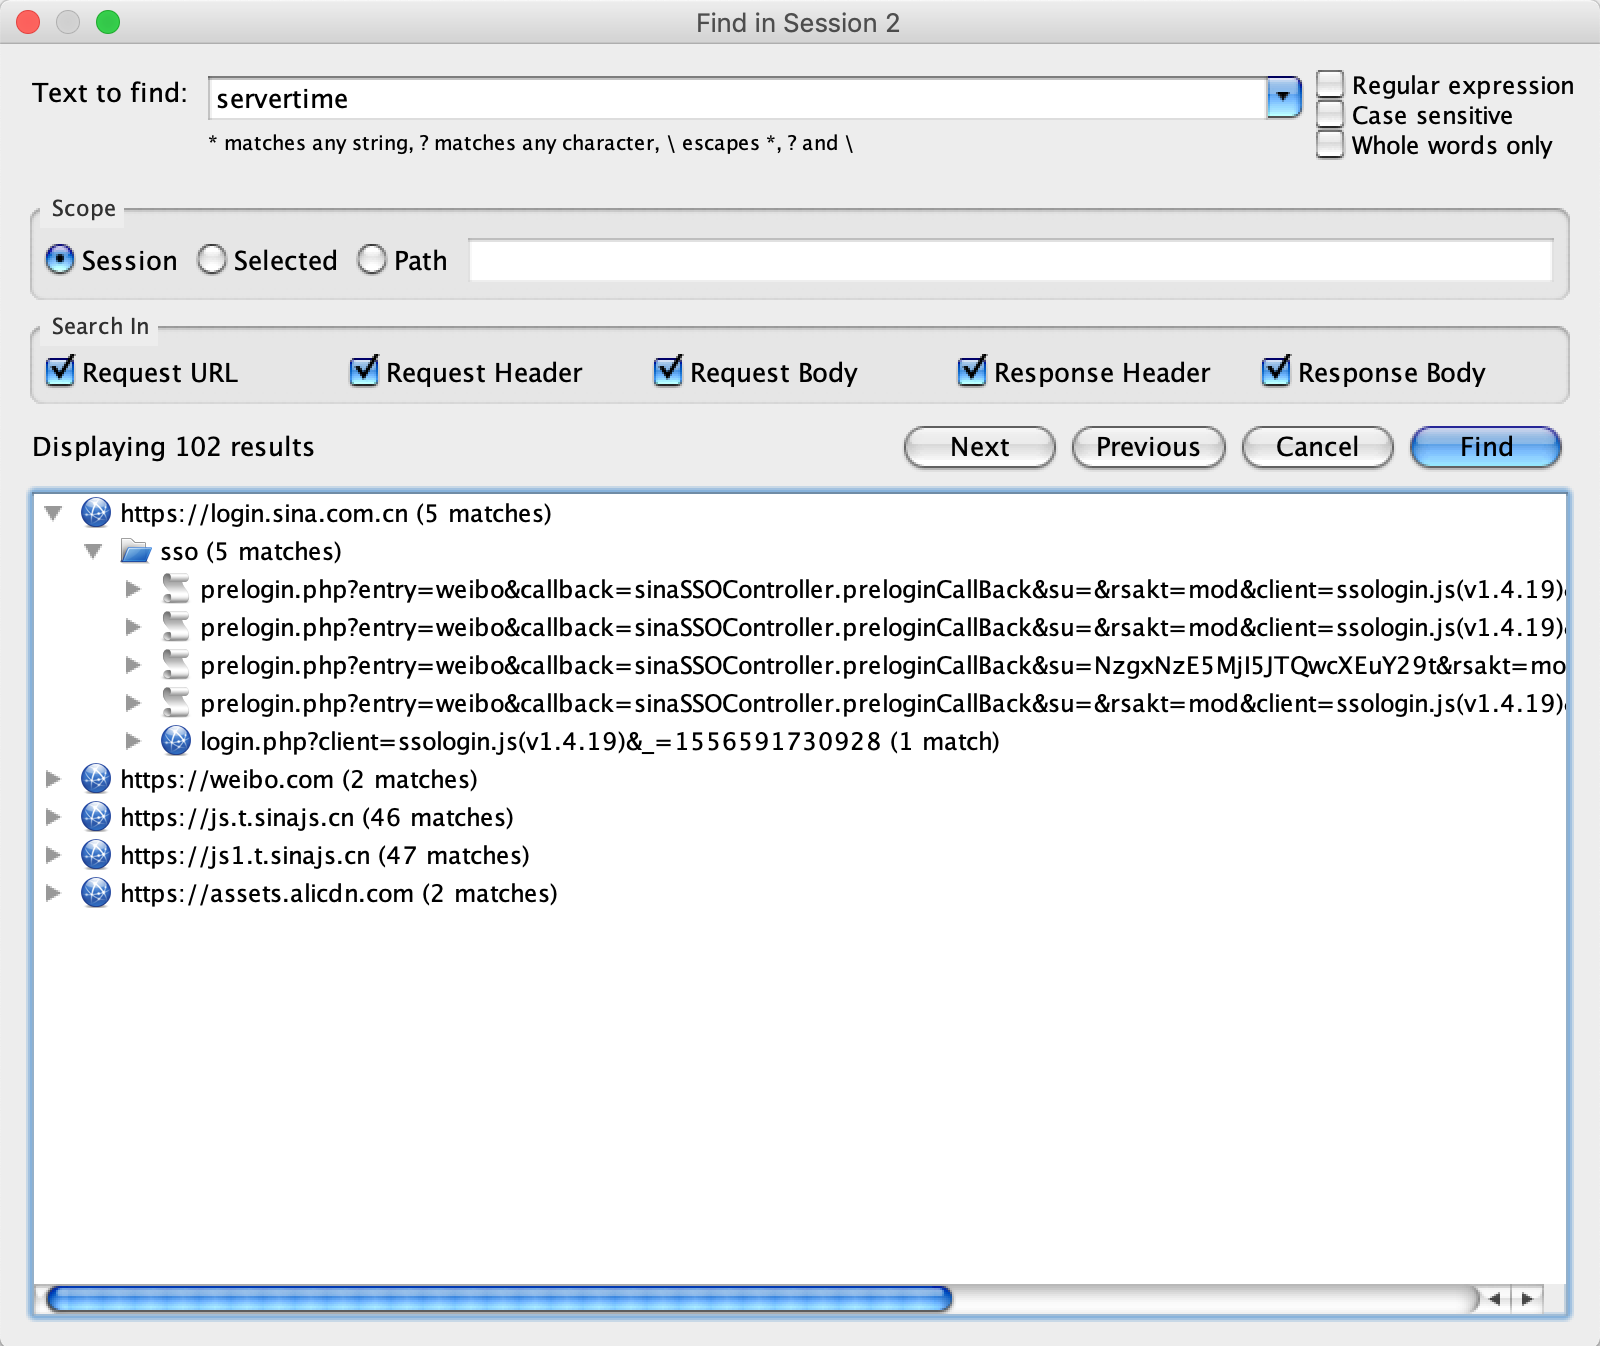 Find in Session 2
Text to find: servertime
Regular expression
Case sensitive
Whole words only
* matches any string, ? matches any character, \ escapes *, ? and \
Scope
Session Selected Path
Search In
Request URL Request Header Request Body Response Header Response Body
Displaying 102 results Next Previous Cancel Find
https://login.sina.com.cn (5 matches)
sso (5 matches)
prelogin.php?entry=weibo&callback=sinaSSOController.preloginCallBack&su=&rsakt=mod&client=ssologin.js(v1.4.19)&
prelogin.php?entry=weibo&callback=sinaSSOController.preloginCallBack&su=&rsakt=mod&client=ssologin.js(v1.4.19)&
prelogin.php?entry=weibo&callback=sinaSSOController.preloginCallBack&su=NzgxNzE5MjI5JTQwcXEuY29t&rsakt=mo
prelogin.php?entry=weibo&callback=sinaSSOController.preloginCallBack&su=&rsakt=mod&client=ssologin.js(v1.4.19)&
login.php?client=ssologin.js(v1.4.19)&_=1556591730928 (1 match)
https://weibo.com (2 matches)
https://js.t.sinajs.cn (46 matches)
https://js1.t.sinajs.cn (47 matches)
https://assets.alicdn.com (2 matches)